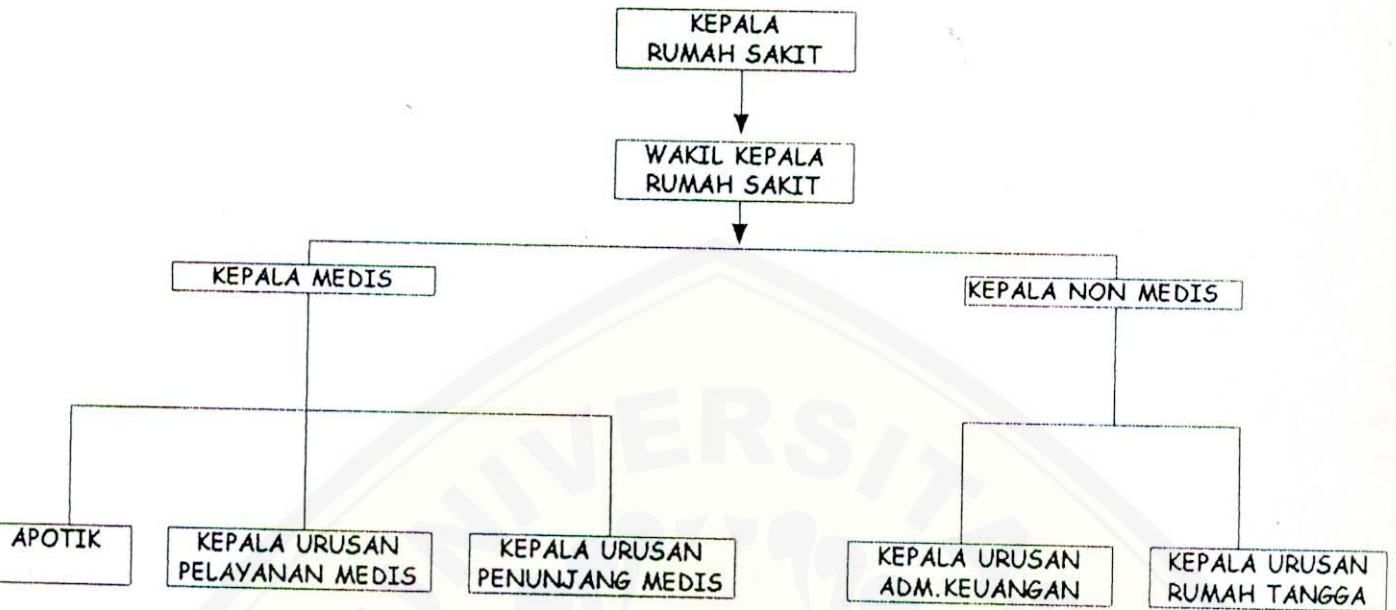 KEPALA
RUMAH SAKIT
WAKIL KEPALA
RUMAH SAKIT
KEPALA MEDIS
KEPALA NON MEDIS
APOTIK
KEPALA URUSAN
PELAYANAN MEDIS
KEPALA URUSAN
PENUNJANG MEDIS
KEPALA URUSAN
ADM.KEUANGAN
KEPALA URUSAN
RUMAH TANGGA
UNIVERSITA